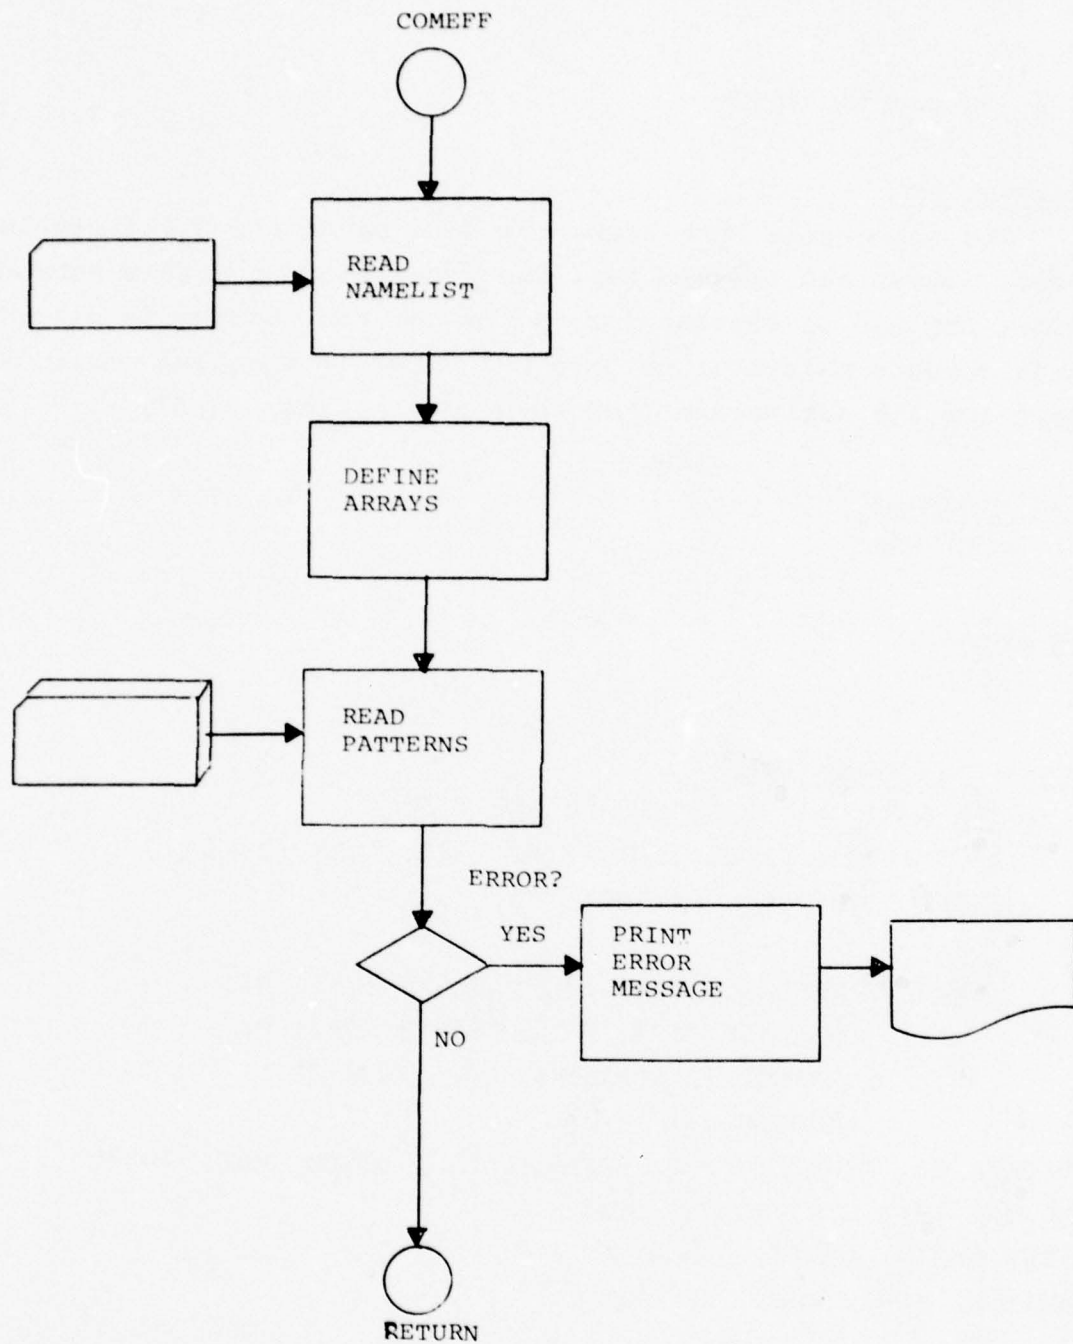 COMEFF
READ
NAMELIST
DEFINE
ARRAYS
READ
PATTERNS
ERROR?
YES
PRINT
ERROR
MESSAGE
NO
RETURN